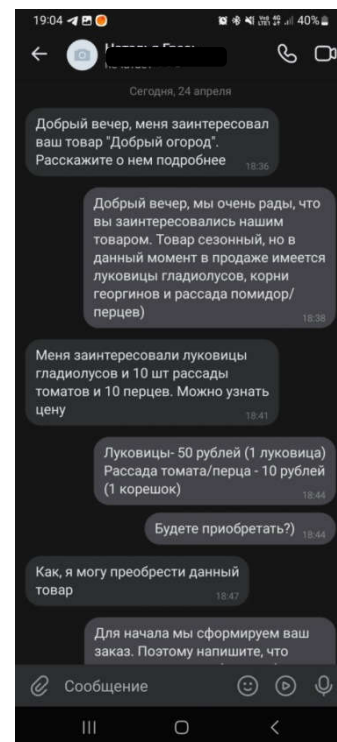 19:04
40%
Сегодня, 24 апреля
Добрый вечер, меня заинтересовал
ваш товар "Добрый огород".
Расскажите о нем подробнее
18:36
Добрый вечер, мы очень рады, что
вы заинтересовались нашим
товаром. Товар сезонный, но в
данный момент в продаже имеется
луковицы гладиолусов, корни
георгинов и рассада помидор/
перцев)
18:38
Меня заинтересовали луковицы
гладиолусов и 10 шт рассады
томатов и 10 перцев. Можно узнать
цену
18:41
Луковицы- 50 рублей (1 луковица)
Рассада томата/перца - 10 рублей
(1 корешок)
18:44
Будете приобретать?)
18:44
Как, я могу преобрести данный
товар
18:47
Для начала мы сформируем ваш
заказ. Поэтому напишите, что
Сообщение